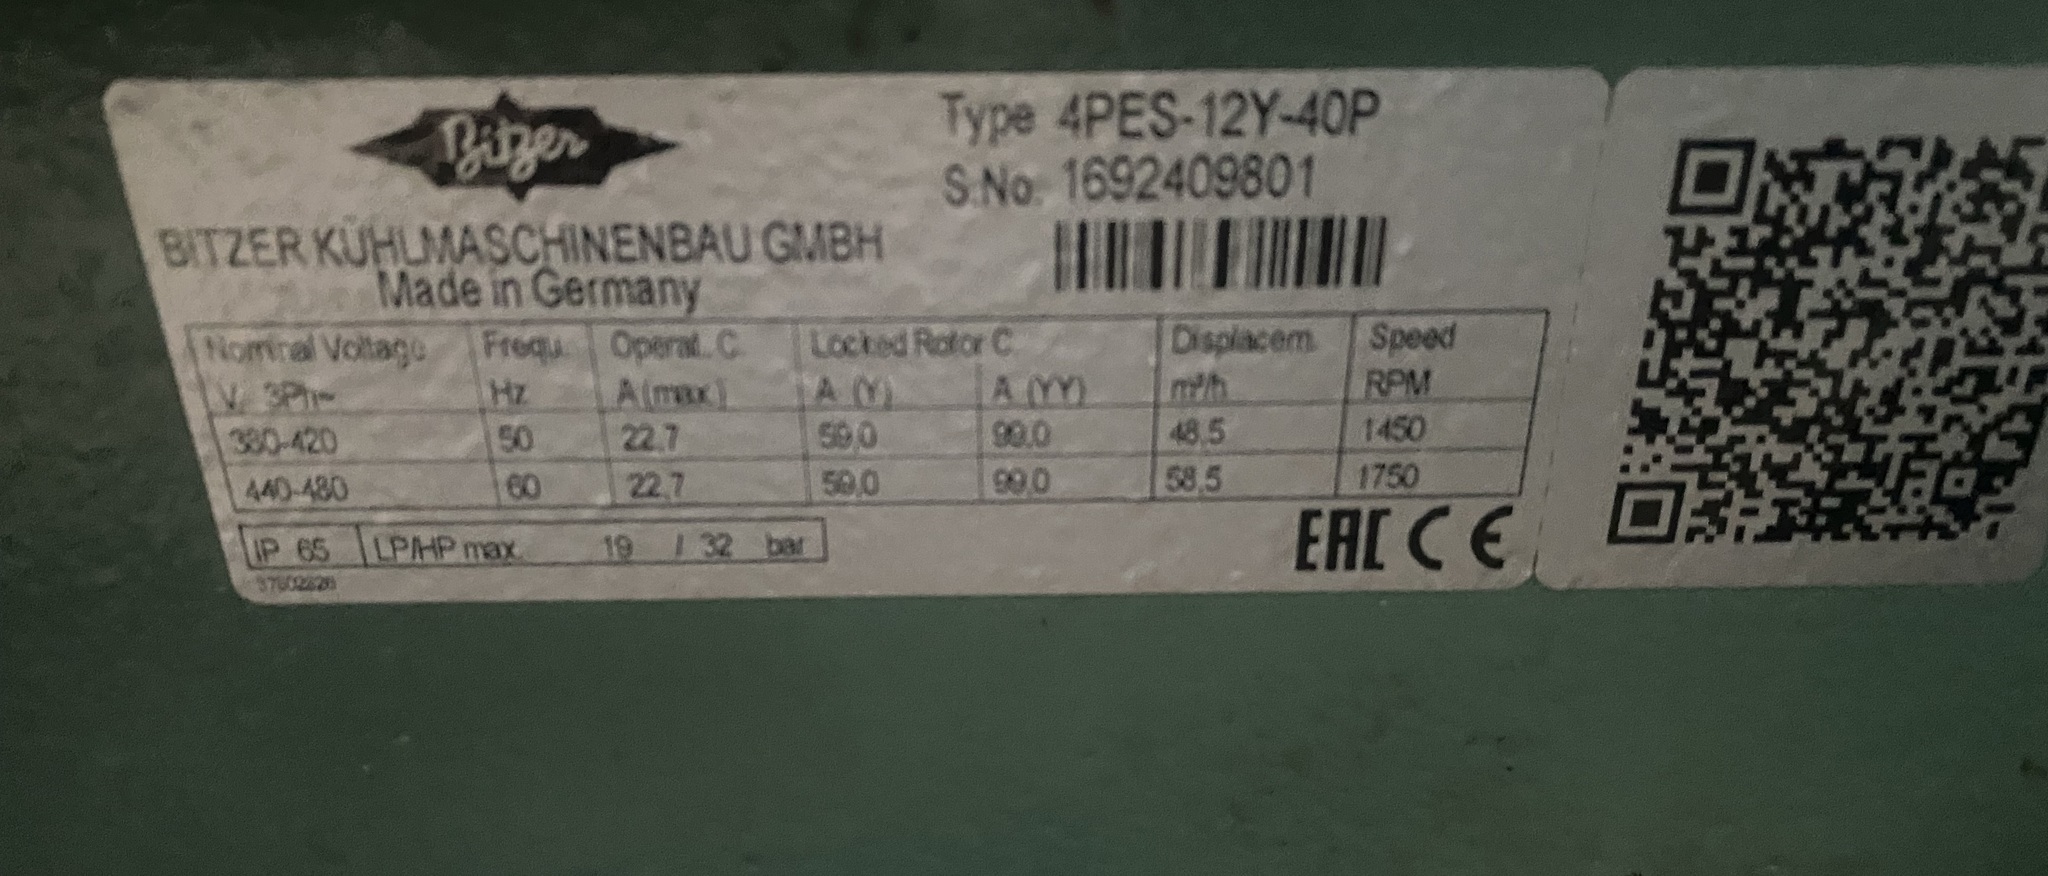 Bitzer
Type 4PES-12Y-40P
S.No. 1692409801
BITZER KÜHLMASCHINENBAU GMBH
Made in Germany
Nominal Voltage Frequ. Operat. C. Locked Rotor C. Displacem. Speed
V, 3Ph~ Hz A (max) A (Y) A (YY) m³/h RPM
380-420 50 22,7 59,0 99,0 48,5 1450
440-480 60 22,7 59,0 99,0 58,5 1750
IP 65 LP/HP max. 19 / 32 bar
EAC CE